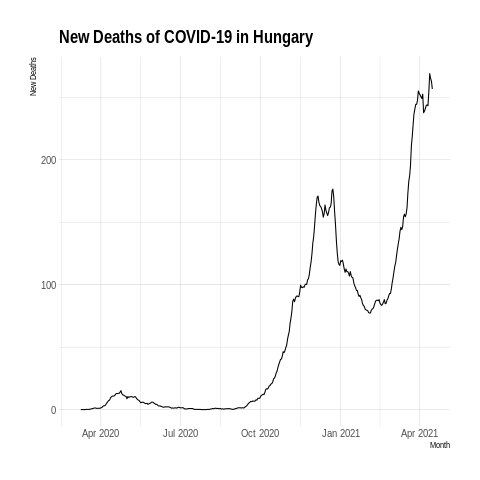 New Deaths of COVID-19 in Hungary
New Deaths
200
100
0
Apr 2020 Jul 2020 Oct 2020 Jan 2021 Apr 2021
Month